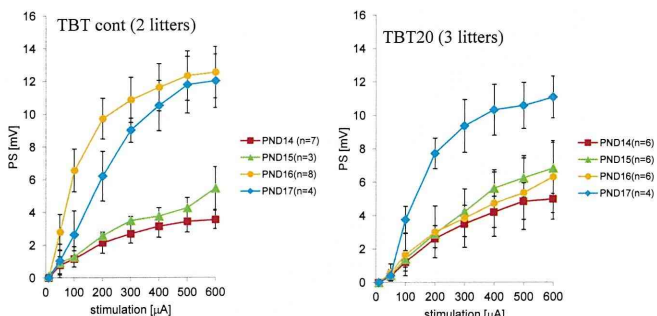 TBT cont (2 litters)
16
14
12
10
8
6
4
2
0
PS [mV]
0 100 200 300 400 500 600
stimulation [µA]
PND14 (n=7)
PND15(n=3)
PND16(n=8)
PND17(n=4)
TBT20 (3 litters)
16
14
12
10
8
6
4
2
0
PS [mV]
0 100 200 300 400 500 600
stimulation [µA]
PND14(n=6)
PND15(n=6)
PND16(n=6)
PND17(n=4)